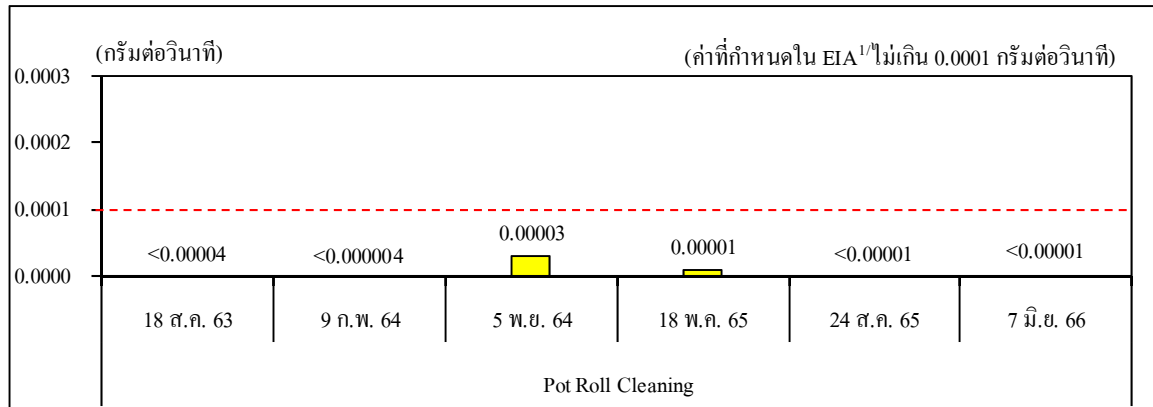 (กรัมต่อวินาที)
(ค่าที่กำหนดใน EIA1/ไม่เกิน 0.0001 กรัมต่อวินาที)
0.0003
0.0002
0.0001
0.0000
<0.00004
<0.000004
0.00003
0.00001
<0.00001
<0.00001
18 ส.ค. 63
9 ก.พ. 64
5 พ.ย. 64
18 พ.ค. 65
24 ส.ค. 65
7 มิ.ย. 66
Pot Roll Cleaning